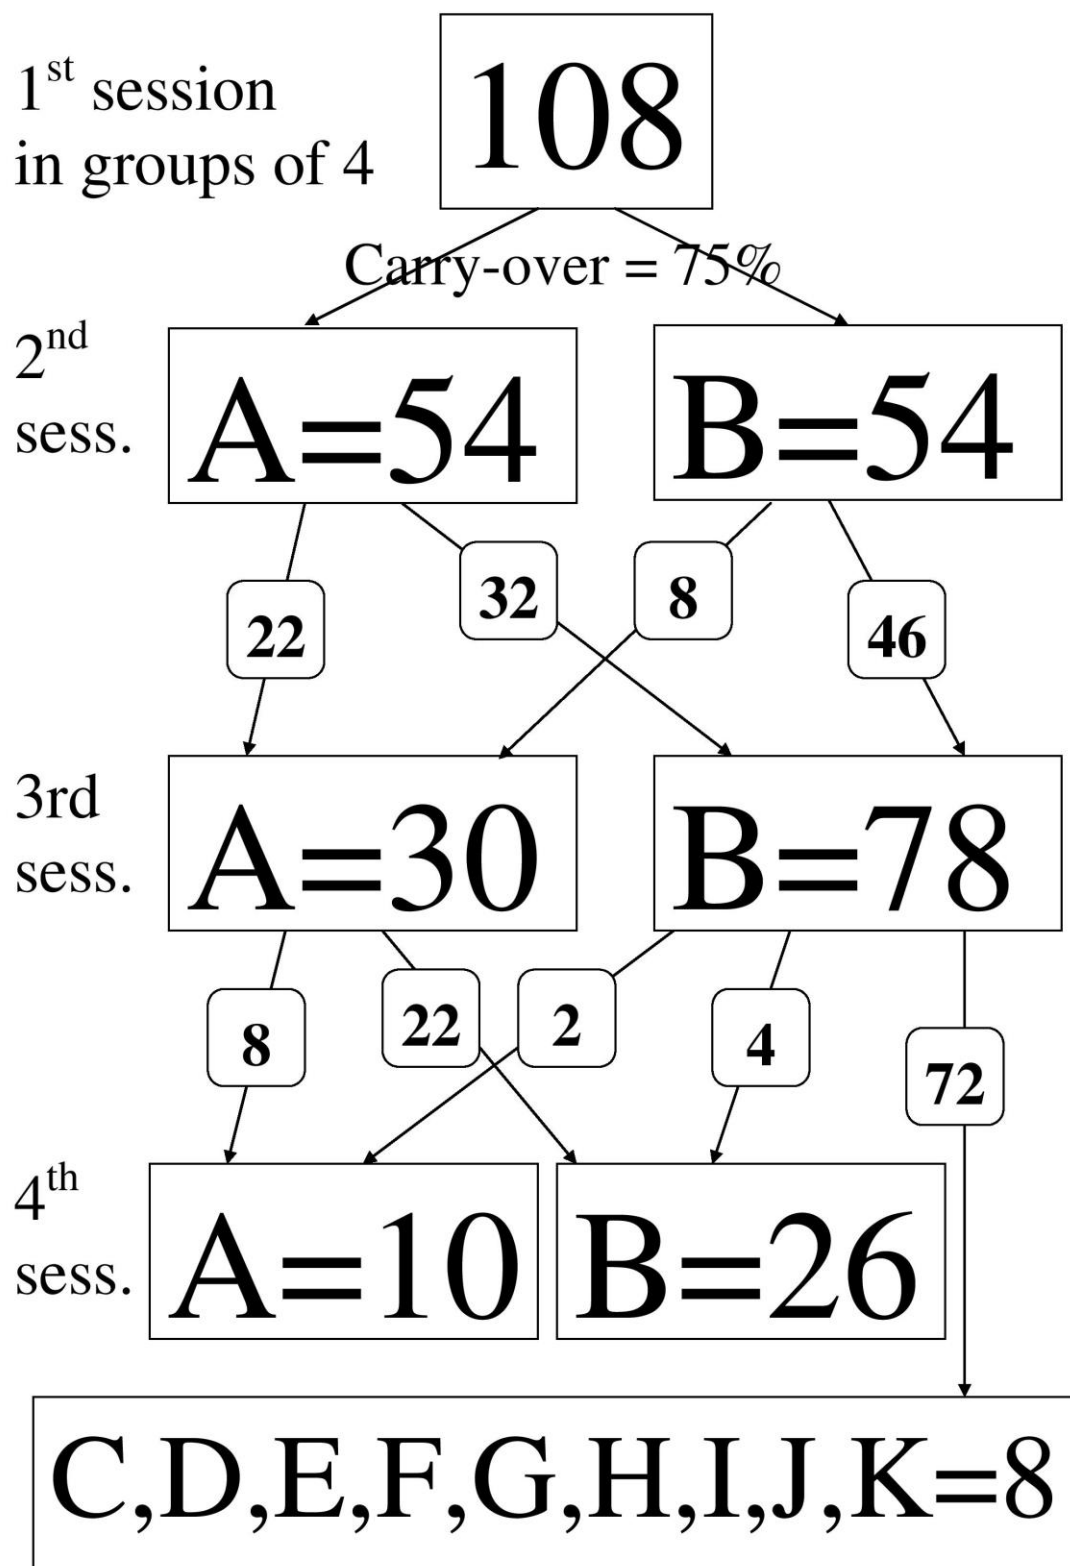 1st session
in groups of 4
108
Carry-over = 75%
2nd
sess.
A=54
B=54
22
32
8
46
3rd
sess.
A=30
B=78
8
22
2
4
72
4th
sess.
A=10
B=26
C,D,E,F,G,H,I,J,K=8